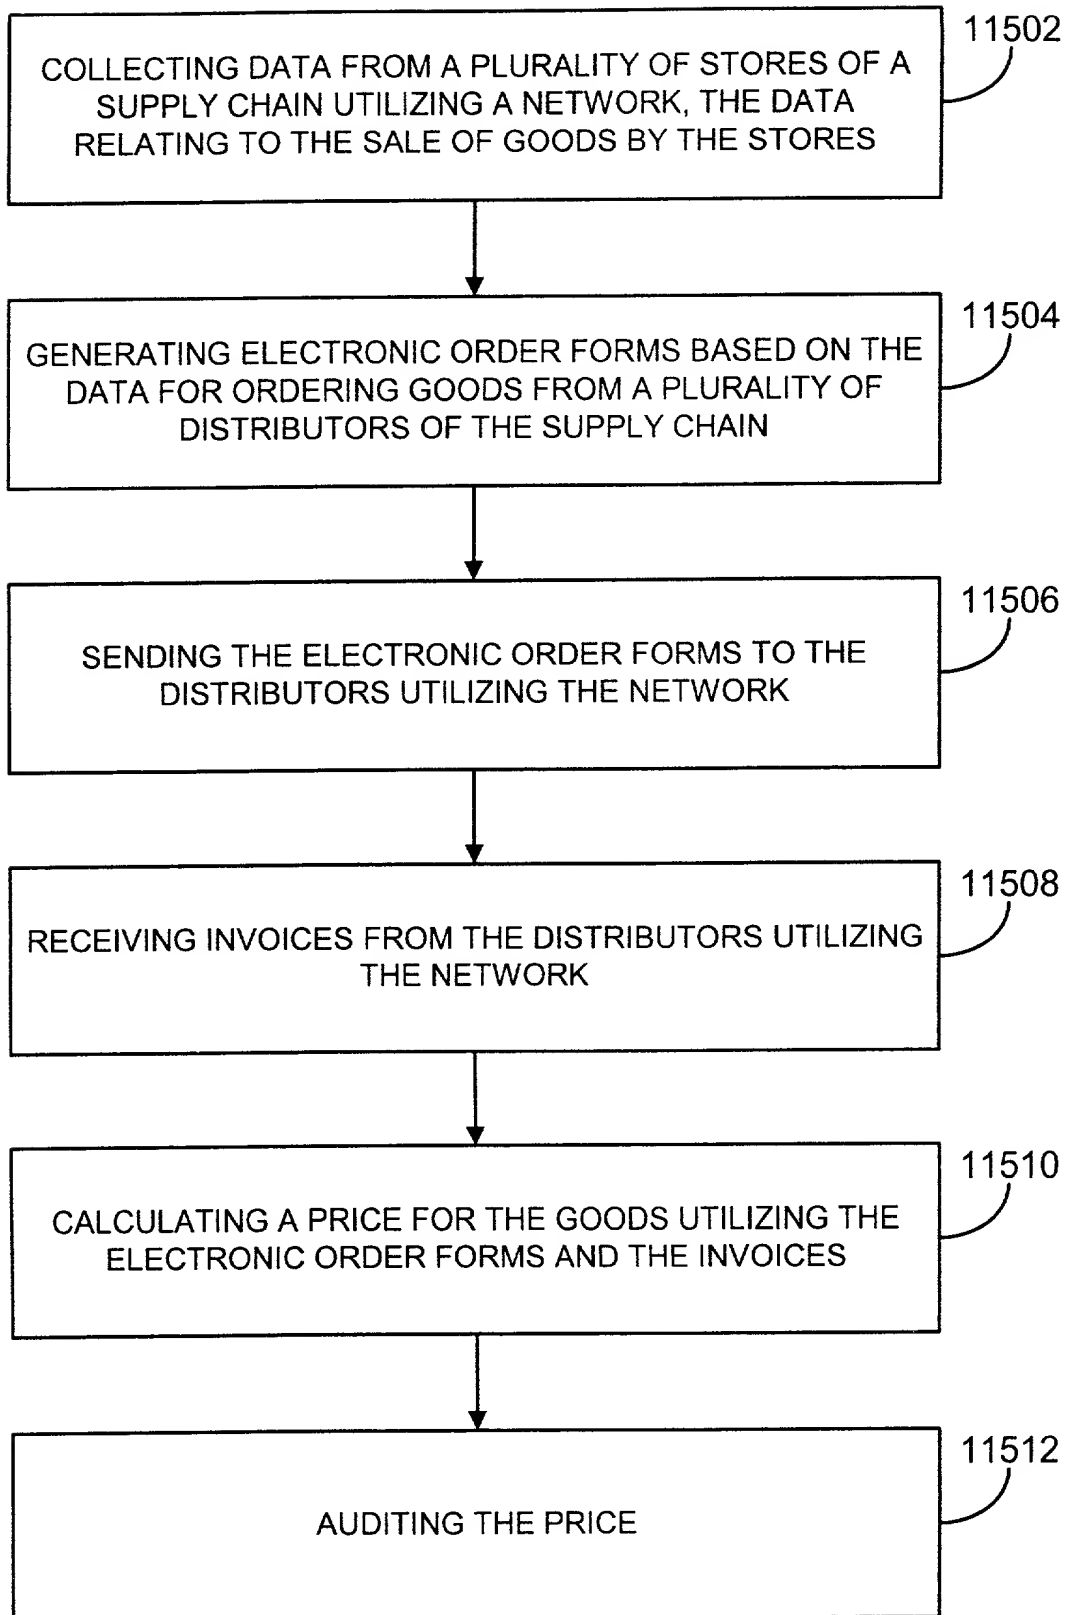 11502
COLLECTING DATA FROM A PLURALITY OF STORES OF A
SUPPLY CHAIN UTILIZING A NETWORK, THE DATA
RELATING TO THE SALE OF GOODS BY THE STORES
11504
GENERATING ELECTRONIC ORDER FORMS BASED ON THE
DATA FOR ORDERING GOODS FROM A PLURALITY OF
DISTRIBUTORS OF THE SUPPLY CHAIN
11506
SENDING THE ELECTRONIC ORDER FORMS TO THE
DISTRIBUTORS UTILIZING THE NETWORK
11508
RECEIVING INVOICES FROM THE DISTRIBUTORS UTILIZING
THE NETWORK
11510
CALCULATING A PRICE FOR THE GOODS UTILIZING THE
ELECTRONIC ORDER FORMS AND THE INVOICES
11512
AUDITING THE PRICE